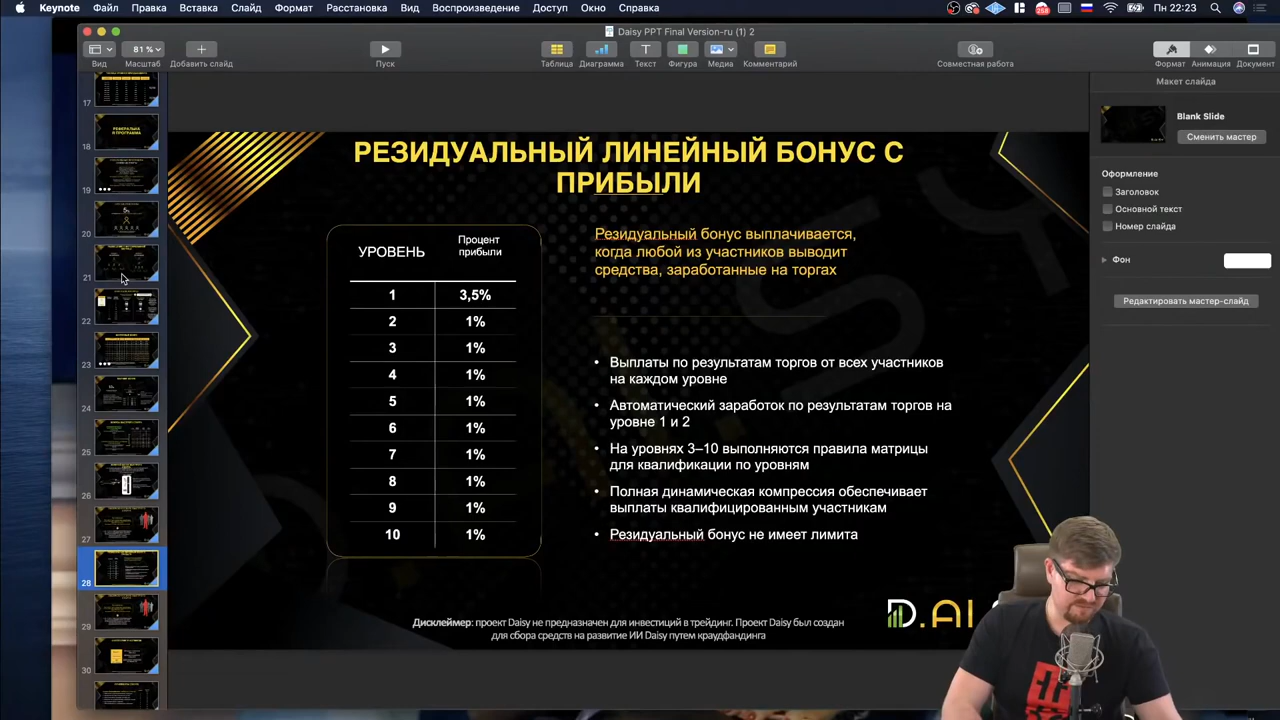 Keynote Файл Правка Вставка Слайд Формат Расстановка Вид Воспроизведение Доступ Окно Справка
Пн 22:23
Daisy PPT Final Version-ru (1) 2
81 %
Вид Масштаб Добавить слайд Пуск Таблица Диаграмма Текст Фигура Медиа Комментарий Совместная работа Формат Анимация Документ
Макет слайда
Blank Slide
Сменить мастер
Оформление
Заголовок
Основной текст
Номер слайда
Фон
Редактировать мастер-слайд
17
18
19
20
21
22
23
24
25
26
27
28
29
30
РЕЗИДУАЛЬНЫЙ ЛИНЕЙНЫЙ БОНУС С
ПРИБЫЛИ
УРОВЕНЬ Процент
прибыли
1 3,5%
2 1%
3 1%
4 1%
5 1%
6 1%
7 1%
8 1%
9 1%
10 1%
Резидуальный бонус выплачивается,
когда любой из участников выводит
средства, заработанные на торгах
• Выплаты по результатам торгов от всех участников
на каждом уровне
• Автоматический заработок по результатам торгов на
уровне 1 и 2
• На уровнях 3–10 выполняются правила матрицы
для квалификации по уровням
• Полная динамическая компрессия обеспечивает
выплаты квалифицированным участникам
• Резидуальный бонус не имеет лимита
D.AI
Дисклеймер: проект Daisy не предназначен для инвестиций в трейдинг. Проект Daisy был создан
для сбора средств на развитие ИИ Daisy путем краудфандинга